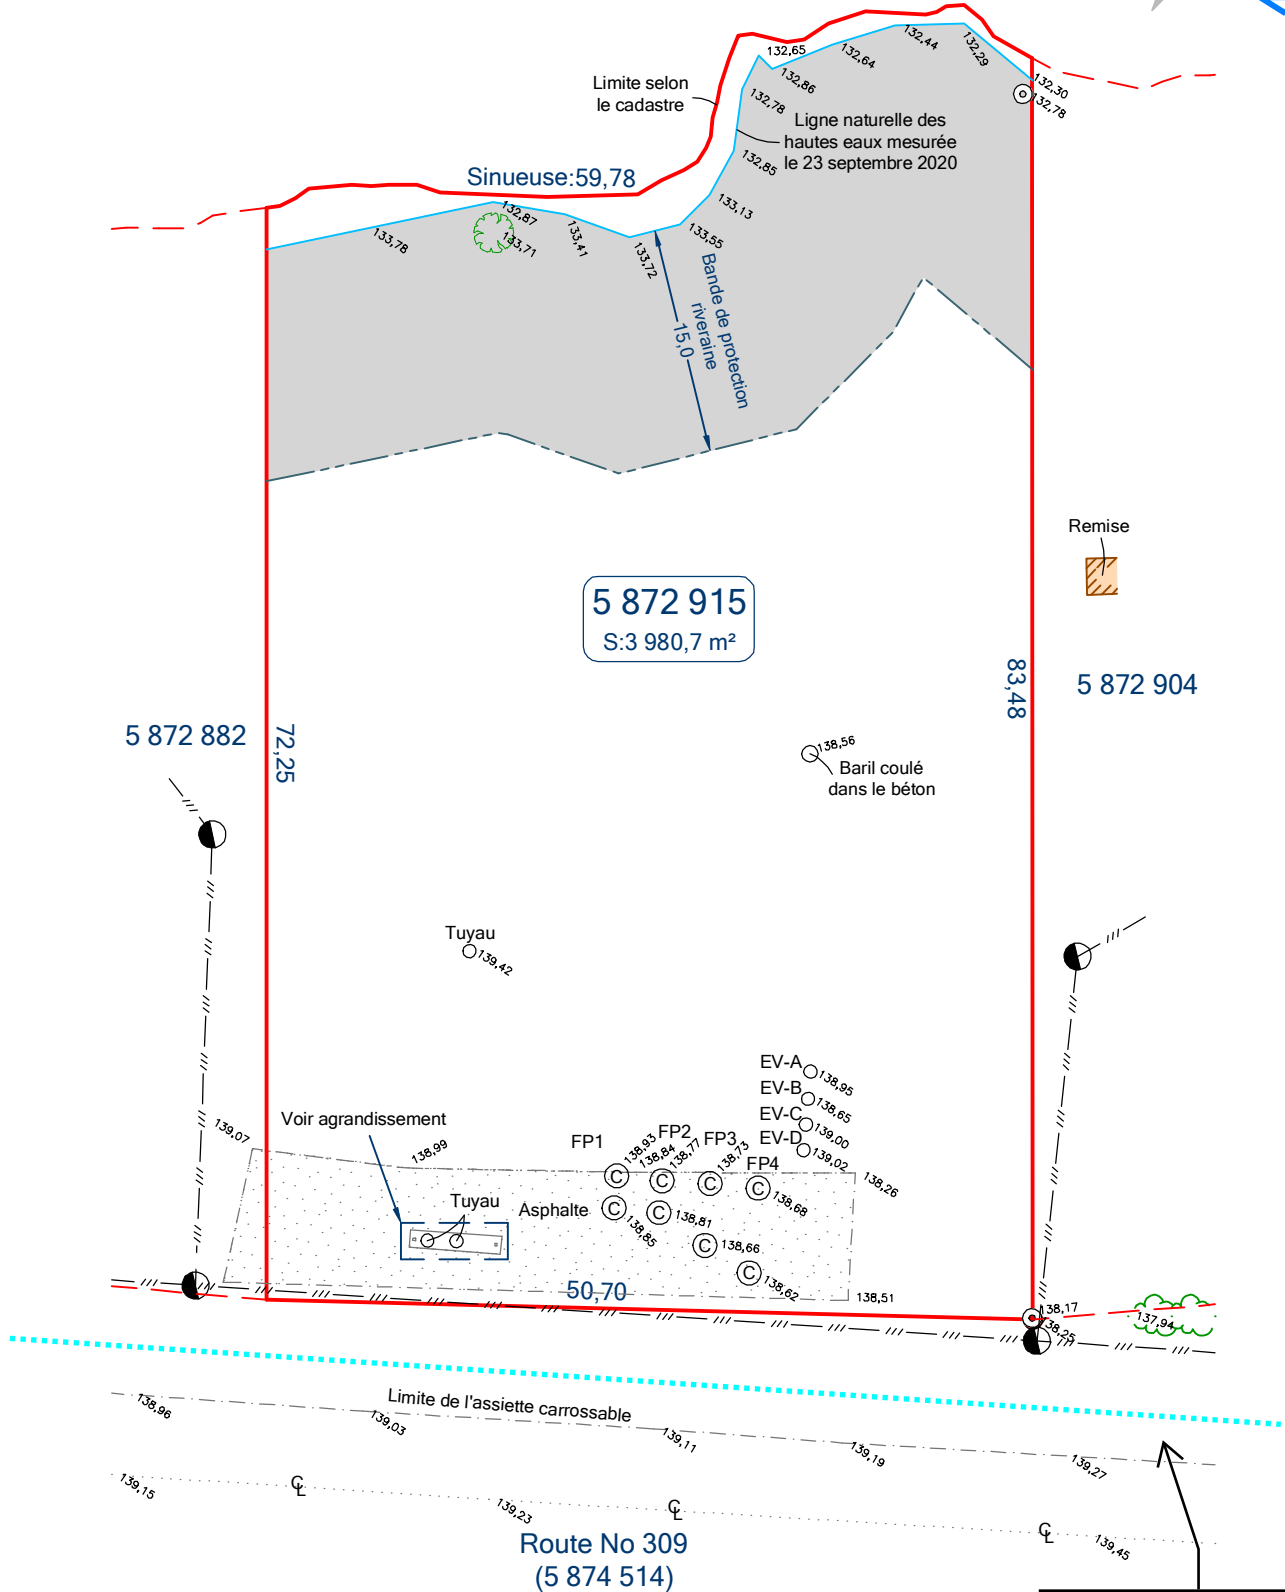 132,65
132,44
132,29
132,64
132,86
132,30
132,78
Limite selon
le cadastre
132,78
Ligne naturelle des
hautes eaux mesurée
le 23 septembre 2020
132,85
Sinueuse:59,78
133,13
132,87
133,71
133,78
133,41
133,72
133,55
Bande de protection
riveraine
15,0
Remise
5 872 915
S:3 980,7 m²
83,48
5 872 904
5 872 882
72,25
138,56
Baril coulé
dans le béton
Tuyau
139,42
EV-A
138,95
EV-B
138,65
EV-C
139,00
EV-D
139,02
Voir agrandissement
139,07
138,99
FP1
138,93
138,84
FP2
138,77
FP3
138,73
FP4
138,68
138,26
Tuyau
Asphalte
C
C
C
C
C
C
C
C
138,85
138,81
138,66
138,62
138,51
50,70
138,17
138,25
137,94
Limite de l'assiette carrossable
138,96
139,03
139,11
139,19
139,27
139,15
CL
139,23
CL
CL
139,45
Route No 309
(5 874 514)